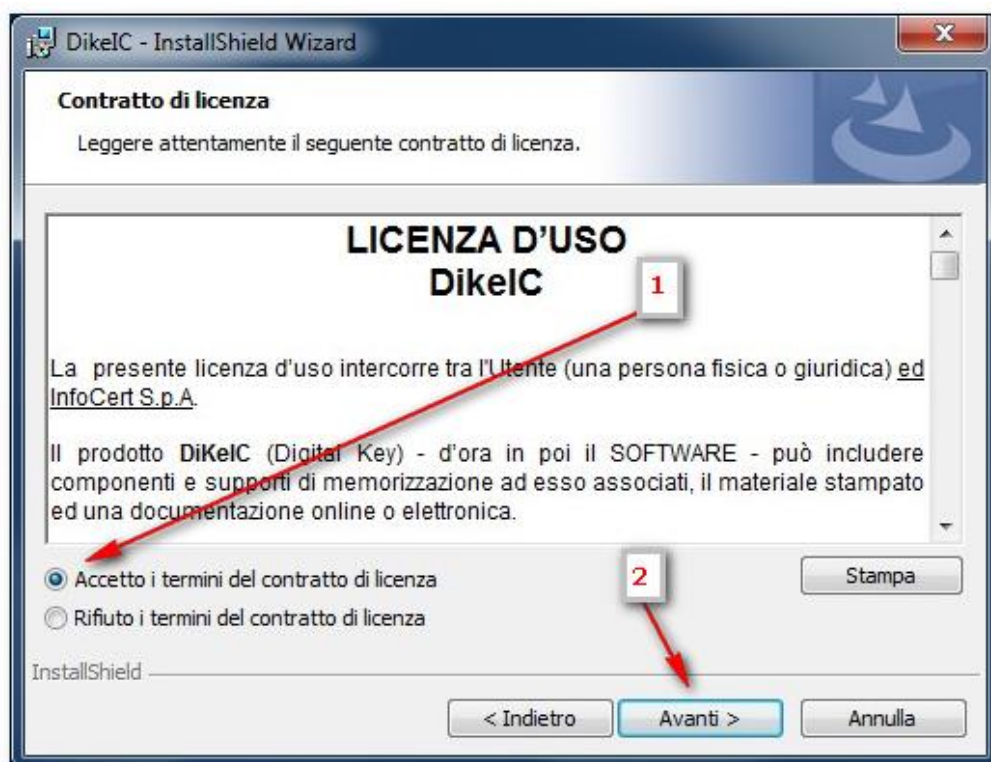 DikeIC - InstallShield Wizard
Contratto di licenza
Leggere attentamente il seguente contratto di licenza.
LICENZA D'USO
DikeIC
1
La presente licenza d'uso intercorre tra l'Utente (una persona fisica o giuridica) ed
InfoCert S.p.A.
Il prodotto DiKeIC (Digital Key) - d'ora in poi il SOFTWARE - può includere
componenti e supporti di memorizzazione ad esso associati, il materiale stampato
ed una documentazione online o elettronica.
Accetto i termini del contratto di licenza
2
Stampa
Rifiuto i termini del contratto di licenza
InstallShield
< Indietro
Avanti >
Annulla